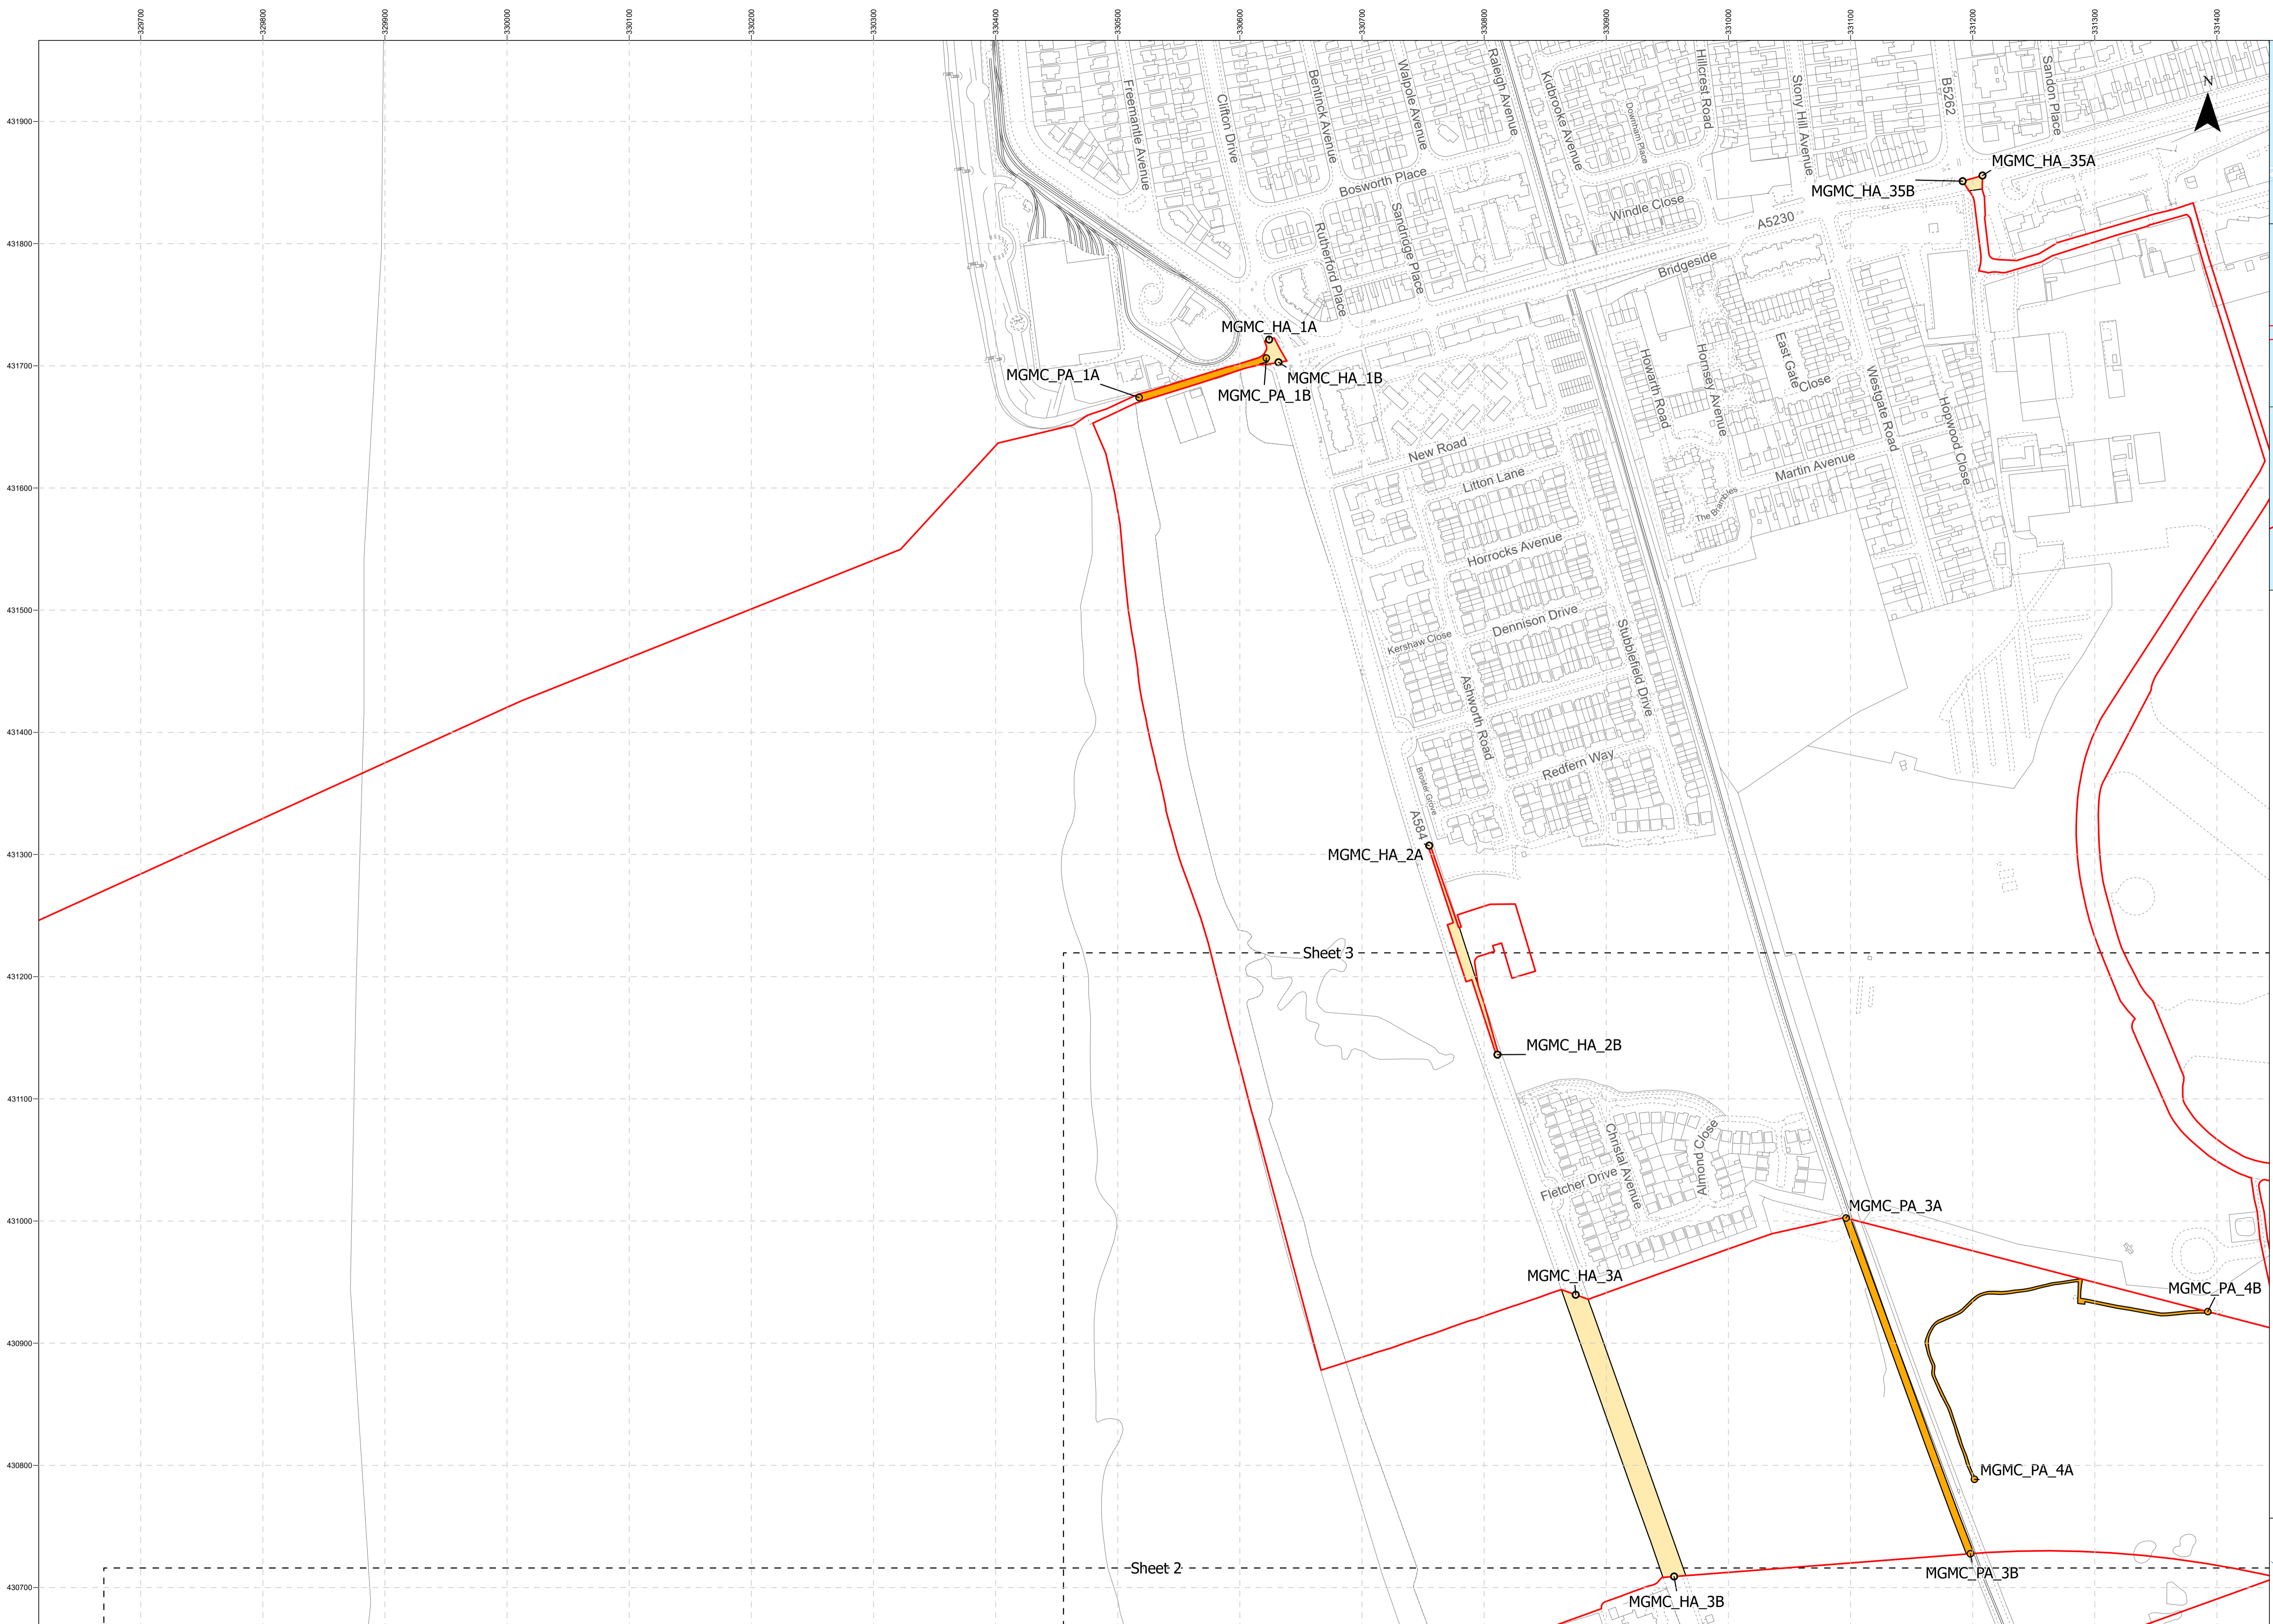 329700
329800
329900
330000
330100
330200
330300
330400
330500
330600
330700
330800
330900
331000
331100
331200
331300
331400
431900
431800
431700
431600
431500
431400
431300
431200
431100
431000
430900
430800
430700
N
Freemantle Avenue
Clifton Drive
Bentinck Avenue
Walpole Avenue
Raleigh Avenue
Kidbrooke Avenue
Downham Place
Hillcrest Road
Stony Hill Avenue
B5262
Sandon Place
Bosworth Place
Sandridge Place
Rutherford Place
Windle Close
A5230
Bridgeside
MGMC_HA_35A
MGMC_HA_35B
MGMC_HA_1A
MGMC_PA_1A
MGMC_HA_1B
MGMC_PA_1B
Howarth Road
Hornsey Avenue
East Gate
Close
Westgate Road
Hopwood Close
Martin Avenue
The Brambles
New Road
Litton Lane
Horrocks Avenue
Dennison Drive
Kershaw Close
Stubblefield Drive
Ashworth Road
Redfern Way
Broster Grove
A584
MGMC_HA_2A
Sheet 3
MGMC_HA_2B
Christal Avenue
Almond Close
Fletcher Drive
MGMC_PA_3A
MGMC_HA_3A
MGMC_PA_4B
MGMC_PA_4A
Sheet 2
MGMC_PA_3B
MGMC_HA_3B